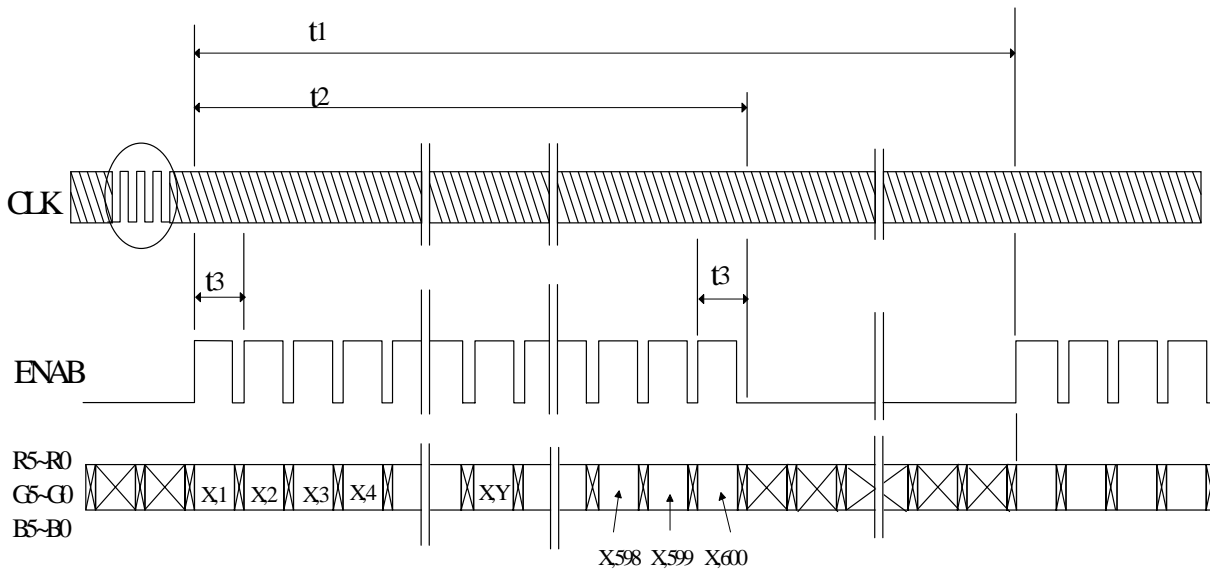 t1
t2
CLK
t3 t3
ENAB
R5~R0
G5~G0 X,1 X,2 X,3 X,4 X,Y
B5~B0
X,598 X,599 X,600